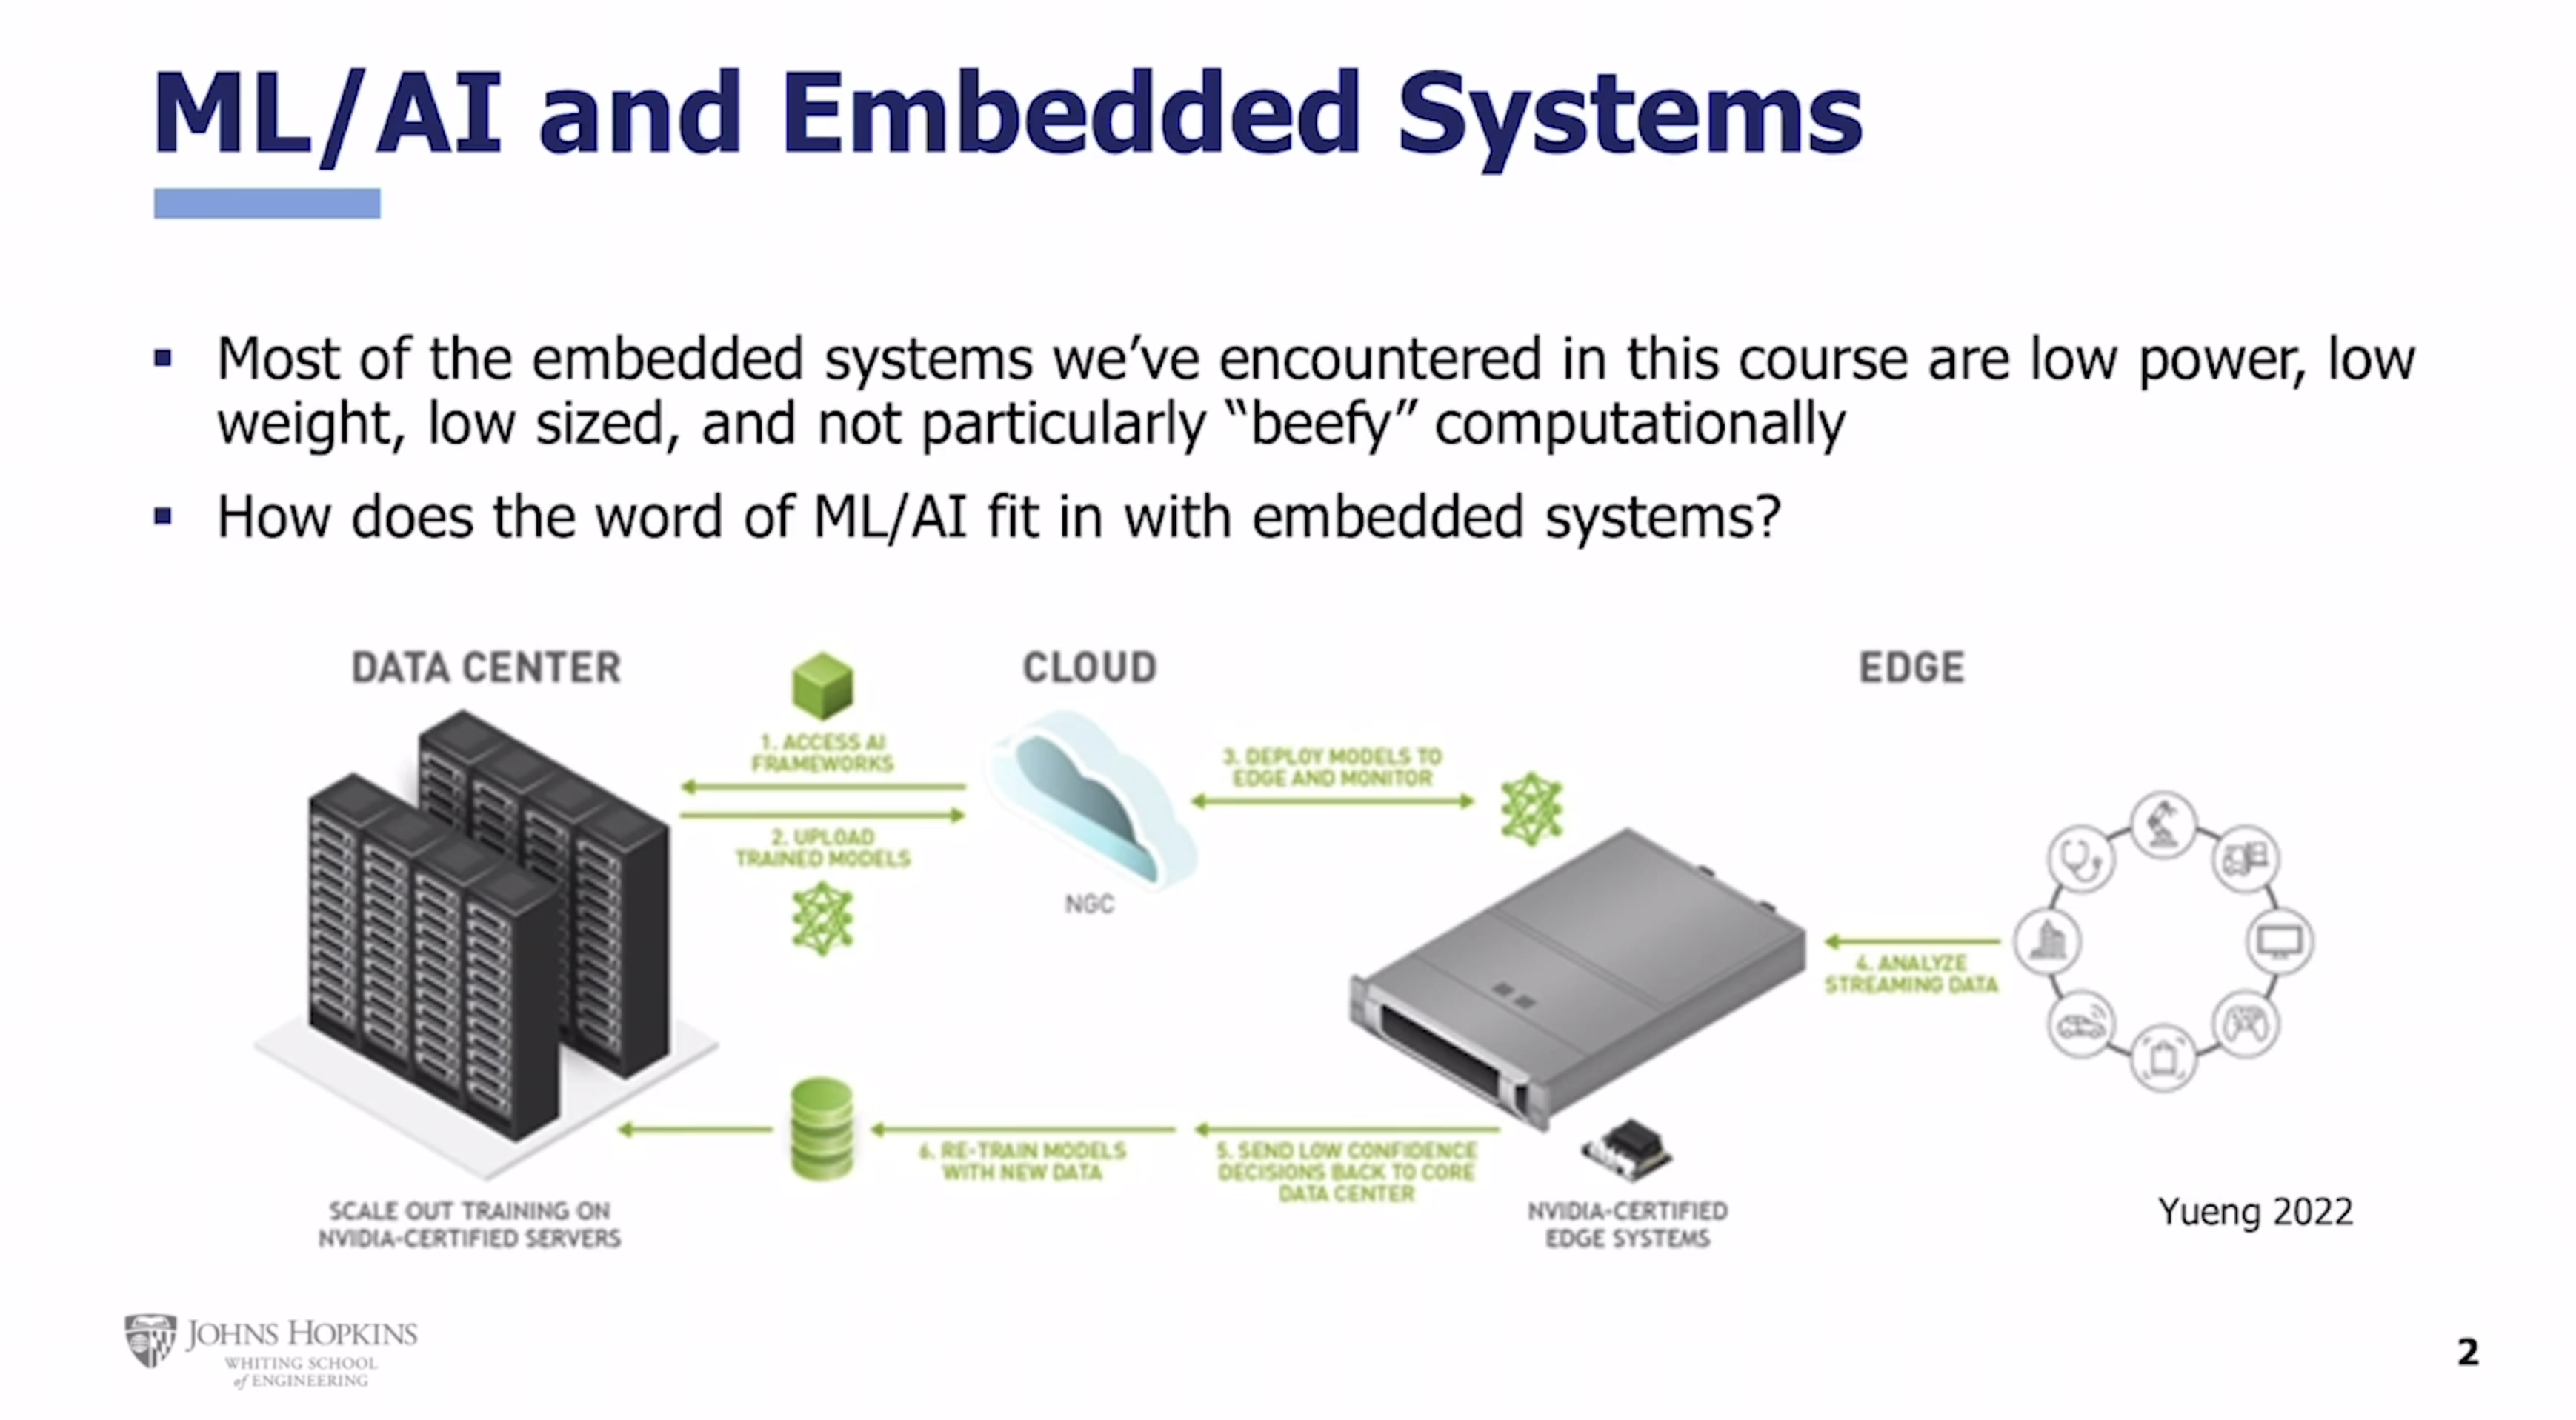 ML/AI and Embedded Systems
▪ Most of the embedded systems we’ve encountered in this course are low power, low
weight, low sized, and not particularly “beefy” computationally
▪ How does the word of ML/AI fit in with embedded systems?
DATA CENTER
CLOUD
EDGE
1. ACCESS AI
FRAMEWORKS
2. UPLOAD
TRAINED MODELS
NGC
3. DEPLOY MODELS TO
EDGE AND MONITOR
4. ANALYZE
STREAMING DATA
6. RE-TRAIN MODELS
WITH NEW DATA
5. SEND LOW CONFIDENCE
DECISIONS BACK TO CORE
DATA CENTER
SCALE OUT TRAINING ON
NVIDIA-CERTIFIED SERVERS
NVIDIA-CERTIFIED
EDGE SYSTEMS
Yueng 2022
JOHNS HOPKINS
WHITING SCHOOL
of ENGINEERING
2